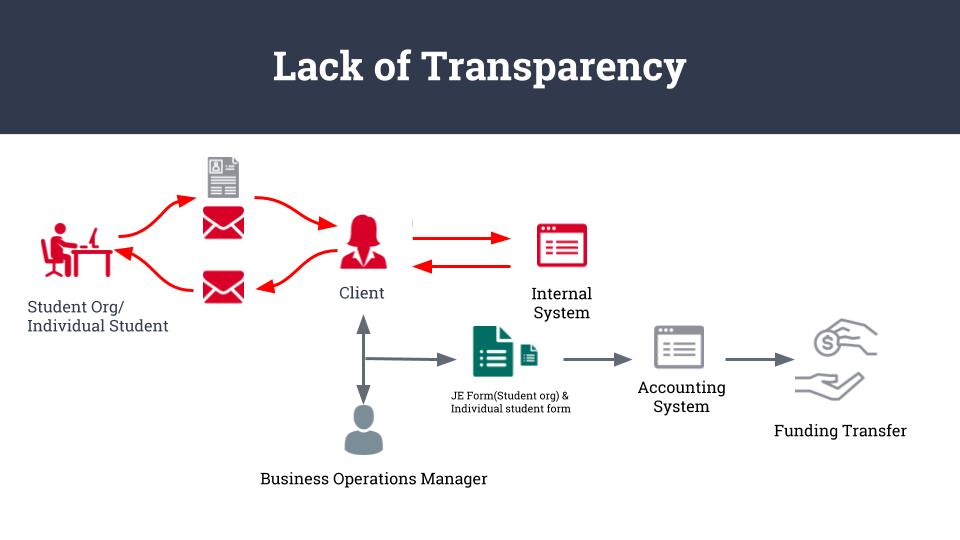 Lack of Transparency
Student Org/
Individual Student
Client
Internal
System
JE Form(Student org) &
Individual student form
Accounting
System
Funding Transfer
Business Operations Manager